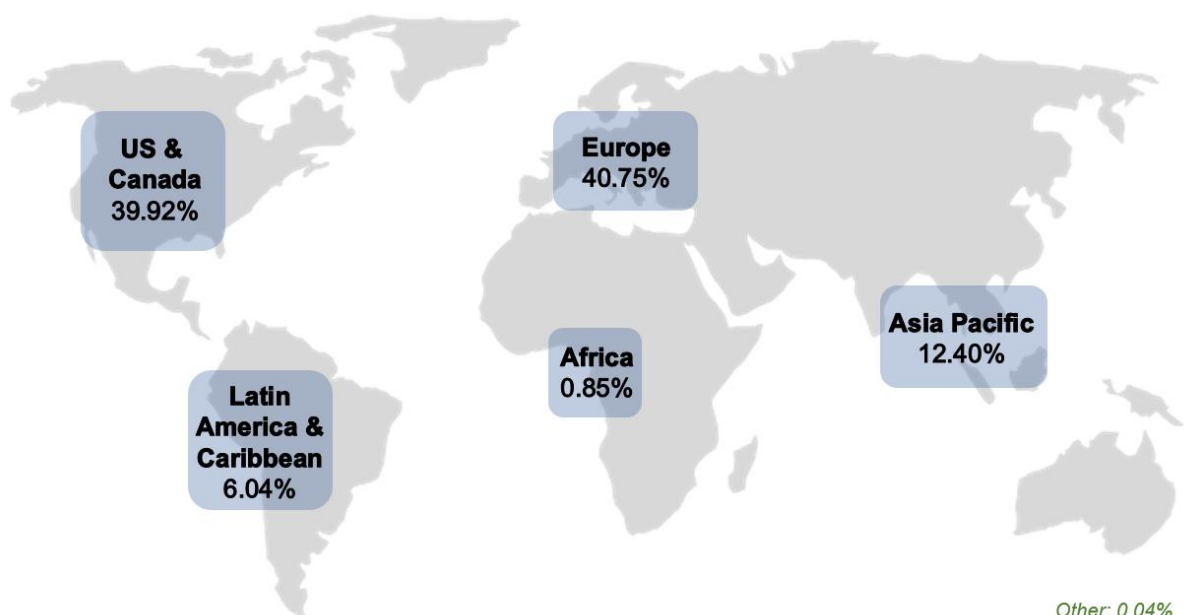 US &
Canada
39.92%
Europe
40.75%
Asia Pacific
12.40%
Africa
0.85%
Latin
America &
Caribbean
6.04%
Other: 0.04%